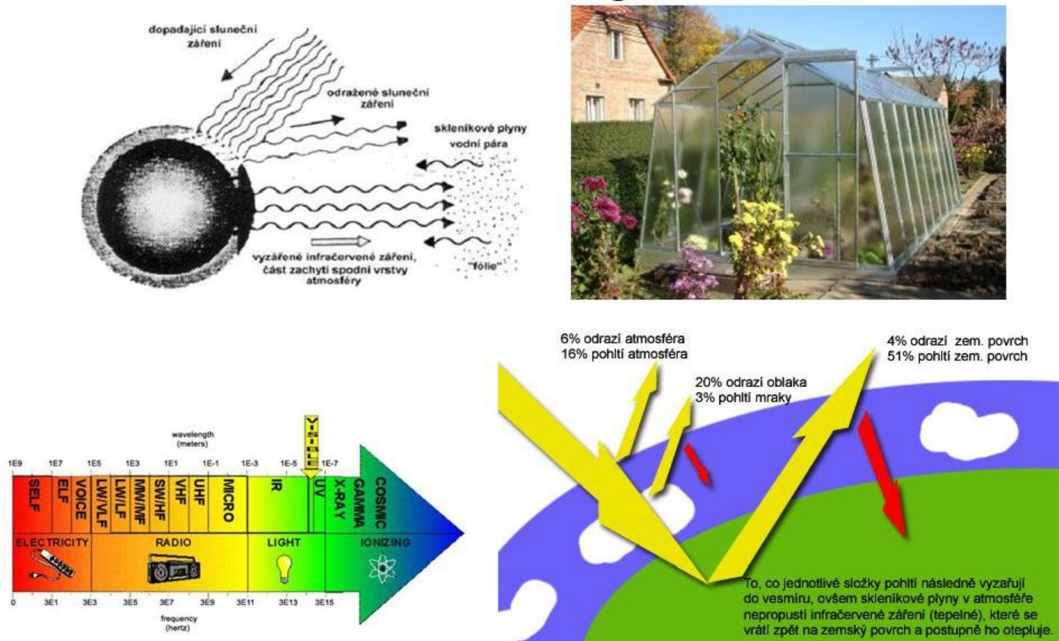 dopadající sluneční
záření
odražené sluneční
záření
skleníkové plyny
vodní pára
vyzářené infračervené záření,
část zachytí spodní vrstvy
atmosféry
"fólie"
6% odrazí atmosféra
16% pohltí atmosféra
20% odrazí oblaka
3% pohltí mraky
4% odrazí zem. povrch
51% pohltí zem. povrch
To, co jednotlivé složky pohltí následně vyzařují
do vesmíru, ovšem skleníkové plyny v atmosféře
nepropustí infračervené záření (tepelné), které se
vrátí zpět na zemský povrch a postupně ho otepluje.
VISIBLE
wavelength
(meters)
1E9 1E7 1E5 1E3 1E1 1E-1 1E-3 1E-5 1E-7
SELF ELF VOICE LW/VLF LW/LF MW/MF SW/HF VHF UHF MICRO IR UV X-RAY GAMMA COSMIC
ELECTRICITY RADIO LIGHT IONIZING
0 3E1 3E3 3E5 3E7 3E9 3E11 3E13 3E15
frequency
(hertz)